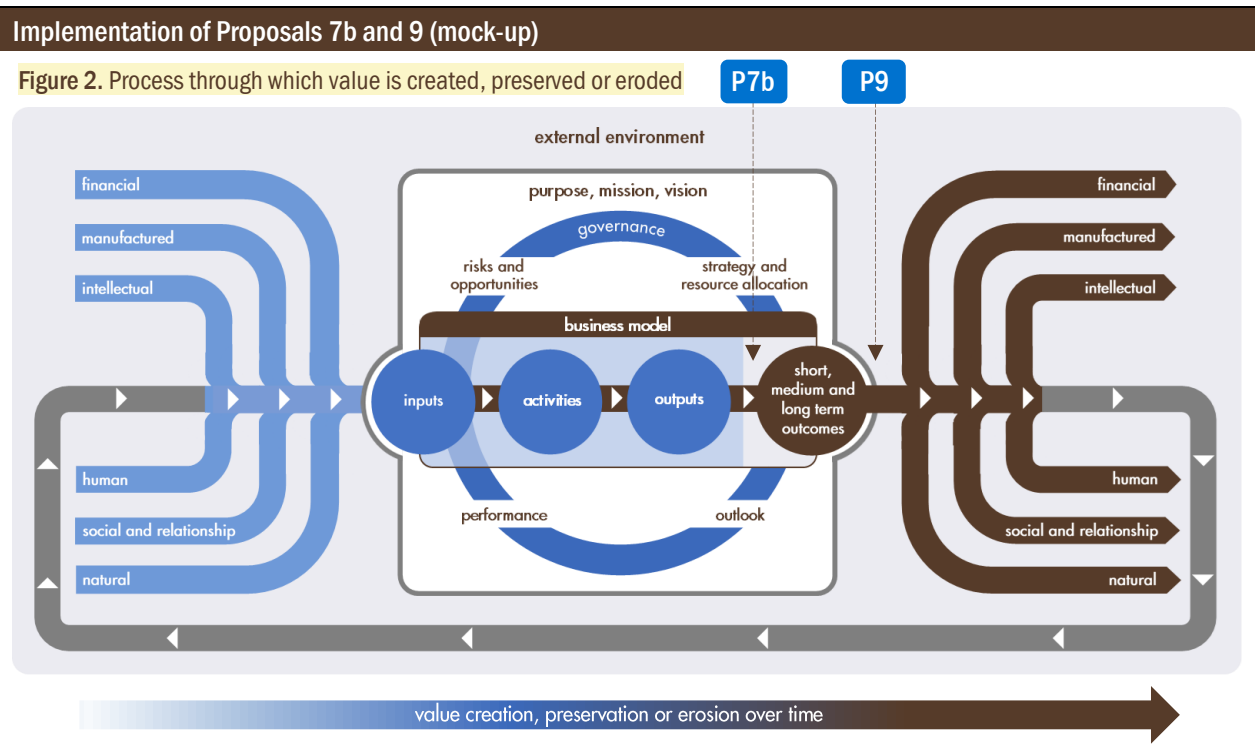 Implementation of Proposals 7b and 9 (mock-up)
Figure 2. Process through which value is created, preserved or eroded
P7b
P9
external environment
financial
manufactured
intellectual
human
social and relationship
natural
purpose, mission, vision
governance
risks and
opportunities
strategy and
resource allocation
business model
inputs
activities
outputs
short,
medium and
long term
outcomes
performance
outlook
financial
manufactured
intellectual
human
social and relationship
natural
value creation, preservation or erosion over time